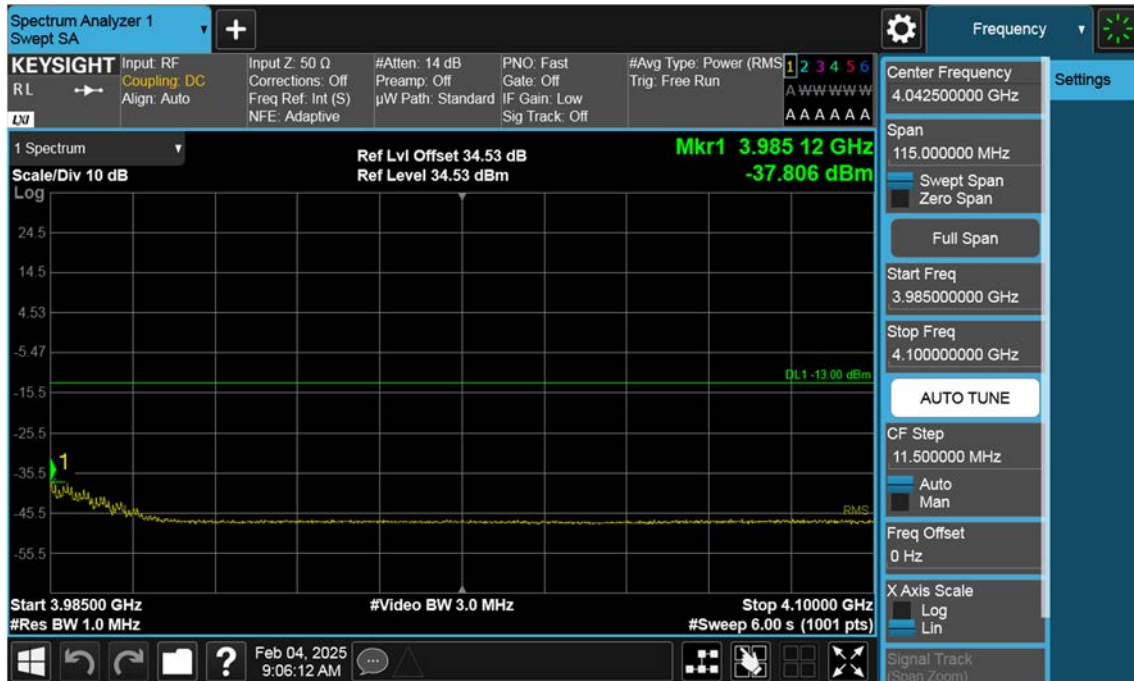 Spectrum Analyzer 1
Swept SA
Frequency
KEYSIGHT
R L
LXI
Input: RF
Coupling: DC
Align: Auto
Input Z: 50 Ω
Corrections: Off
Freq Ref: Int (S)
NFE: Adaptive
#Atten: 14 dB
Preamp: Off
µW Path: Standard
PNO: Fast
Gate: Off
IF Gain: Low
Sig Track: Off
#Avg Type: Power (RMS
Trig: Free Run
1 2 3 4 5 6
A W W W W W
A A A A A A
1 Spectrum
Scale/Div 10 dB
Ref Lvl Offset 34.53 dB
Ref Level 34.53 dBm
Mkr1 3.985 12 GHz
-37.806 dBm
Log
24.5
14.5
4.53
-5.47
DL1 -13.00 dBm
-15.5
-25.5
1
-35.5
-45.5
RMS
-55.5
Start 3.98500 GHz
#Video BW 3.0 MHz
Stop 4.10000 GHz
#Res BW 1.0 MHz
#Sweep 6.00 s (1001 pts)
?
Feb 04, 2025
9:06:12 AM
Center Frequency
4.042500000 GHz
Settings
Span
115.000000 MHz
Swept Span
Zero Span
Full Span
Start Freq
3.985000000 GHz
Stop Freq
4.100000000 GHz
AUTO TUNE
CF Step
11.500000 MHz
Auto
Man
Freq Offset
0 Hz
X Axis Scale
Log
Lin
Signal Track
(Span Zoom)